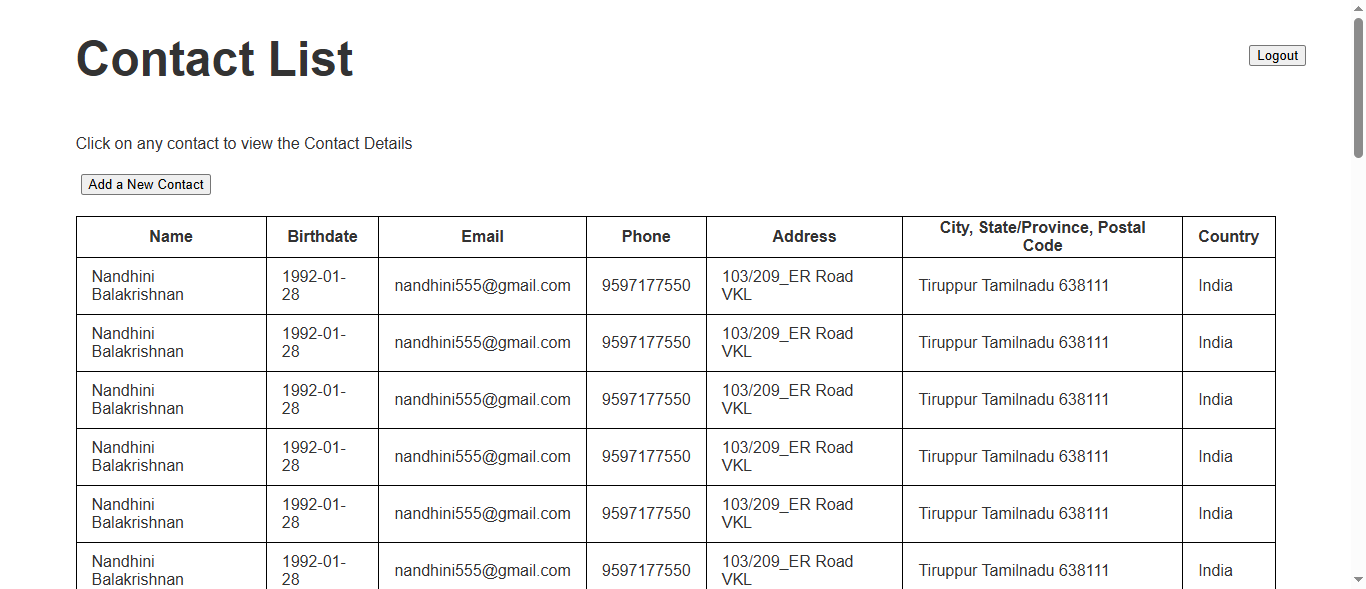 Contact List
Logout
Click on any contact to view the Contact Details
Add a New Contact
Name Birthdate Email Phone Address City, State/Province, Postal Code Country
Nandhini Balakrishnan 1992-01-28 nandhini555@gmail.com 9597177550 103/209_ER Road VKL Tiruppur Tamilnadu 638111 India
Nandhini Balakrishnan 1992-01-28 nandhini555@gmail.com 9597177550 103/209_ER Road VKL Tiruppur Tamilnadu 638111 India
Nandhini Balakrishnan 1992-01-28 nandhini555@gmail.com 9597177550 103/209_ER Road VKL Tiruppur Tamilnadu 638111 India
Nandhini Balakrishnan 1992-01-28 nandhini555@gmail.com 9597177550 103/209_ER Road VKL Tiruppur Tamilnadu 638111 India
Nandhini Balakrishnan 1992-01-28 nandhini555@gmail.com 9597177550 103/209_ER Road VKL Tiruppur Tamilnadu 638111 India
Nandhini Balakrishnan 1992-01-28 nandhini555@gmail.com 9597177550 103/209_ER Road VKL Tiruppur Tamilnadu 638111 India